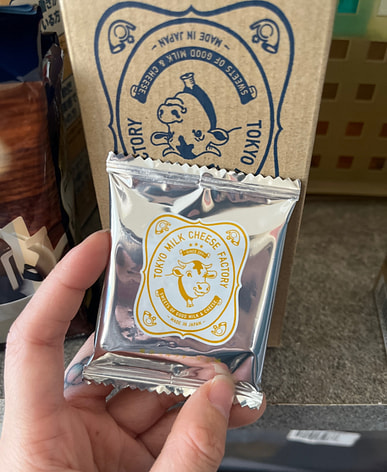 MADE IN JAPAN
SWEETS OF GOOD MILK & CHEESE
TOKYO
TORY
TOKYO MILK CHEESE FACTORY
SWEETS OF GOOD MILK & CHEESE
- MADE IN JAPAN -